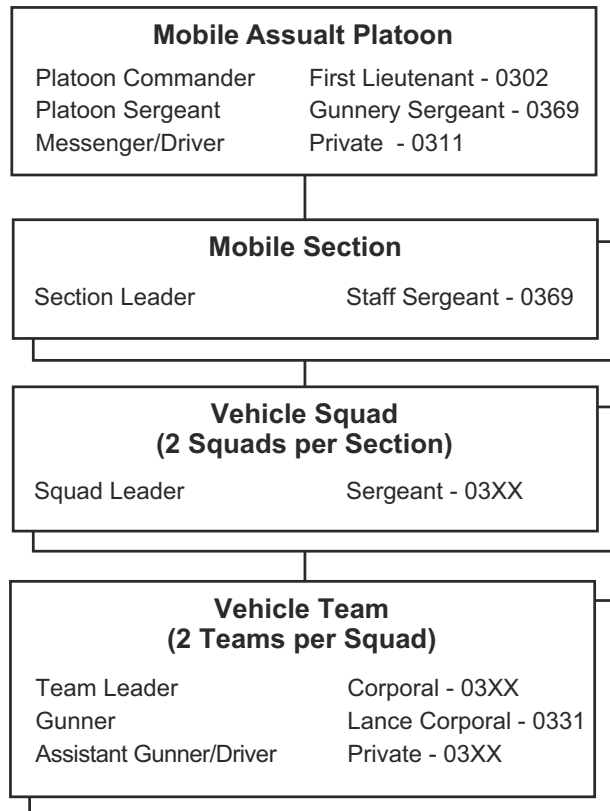 Mobile Assualt Platoon
Platoon Commander First Lieutenant - 0302
Platoon Sergeant Gunnery Sergeant - 0369
Messenger/Driver Private - 0311
Mobile Section
Section Leader Staff Sergeant - 0369
Vehicle Squad
(2 Squads per Section)
Squad Leader Sergeant - 03XX
Vehicle Team
(2 Teams per Squad)
Team Leader Corporal - 03XX
Gunner Lance Corporal - 0331
Assistant Gunner/Driver Private - 03XX